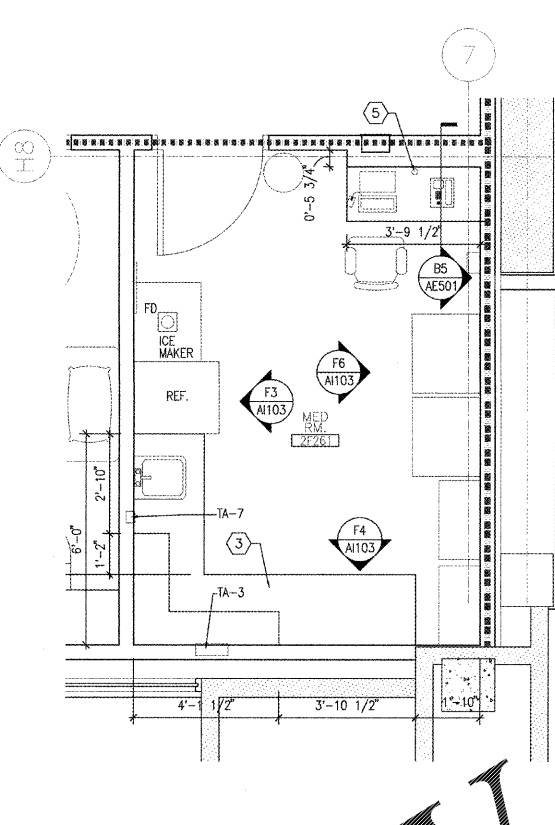 7
5
H8
0'-5 3/4"
3'-9 1/2"
B5
AE501
FD
ICE
MAKER
F6
AI103
REF.
F3
AI103
MED
RM.
2F261
2'-10"
6'-0"
TA-7
1'-2"
3
F4
AI103
TA-3
4'-1 1/2"
3'-10 1/2"
1'-10"